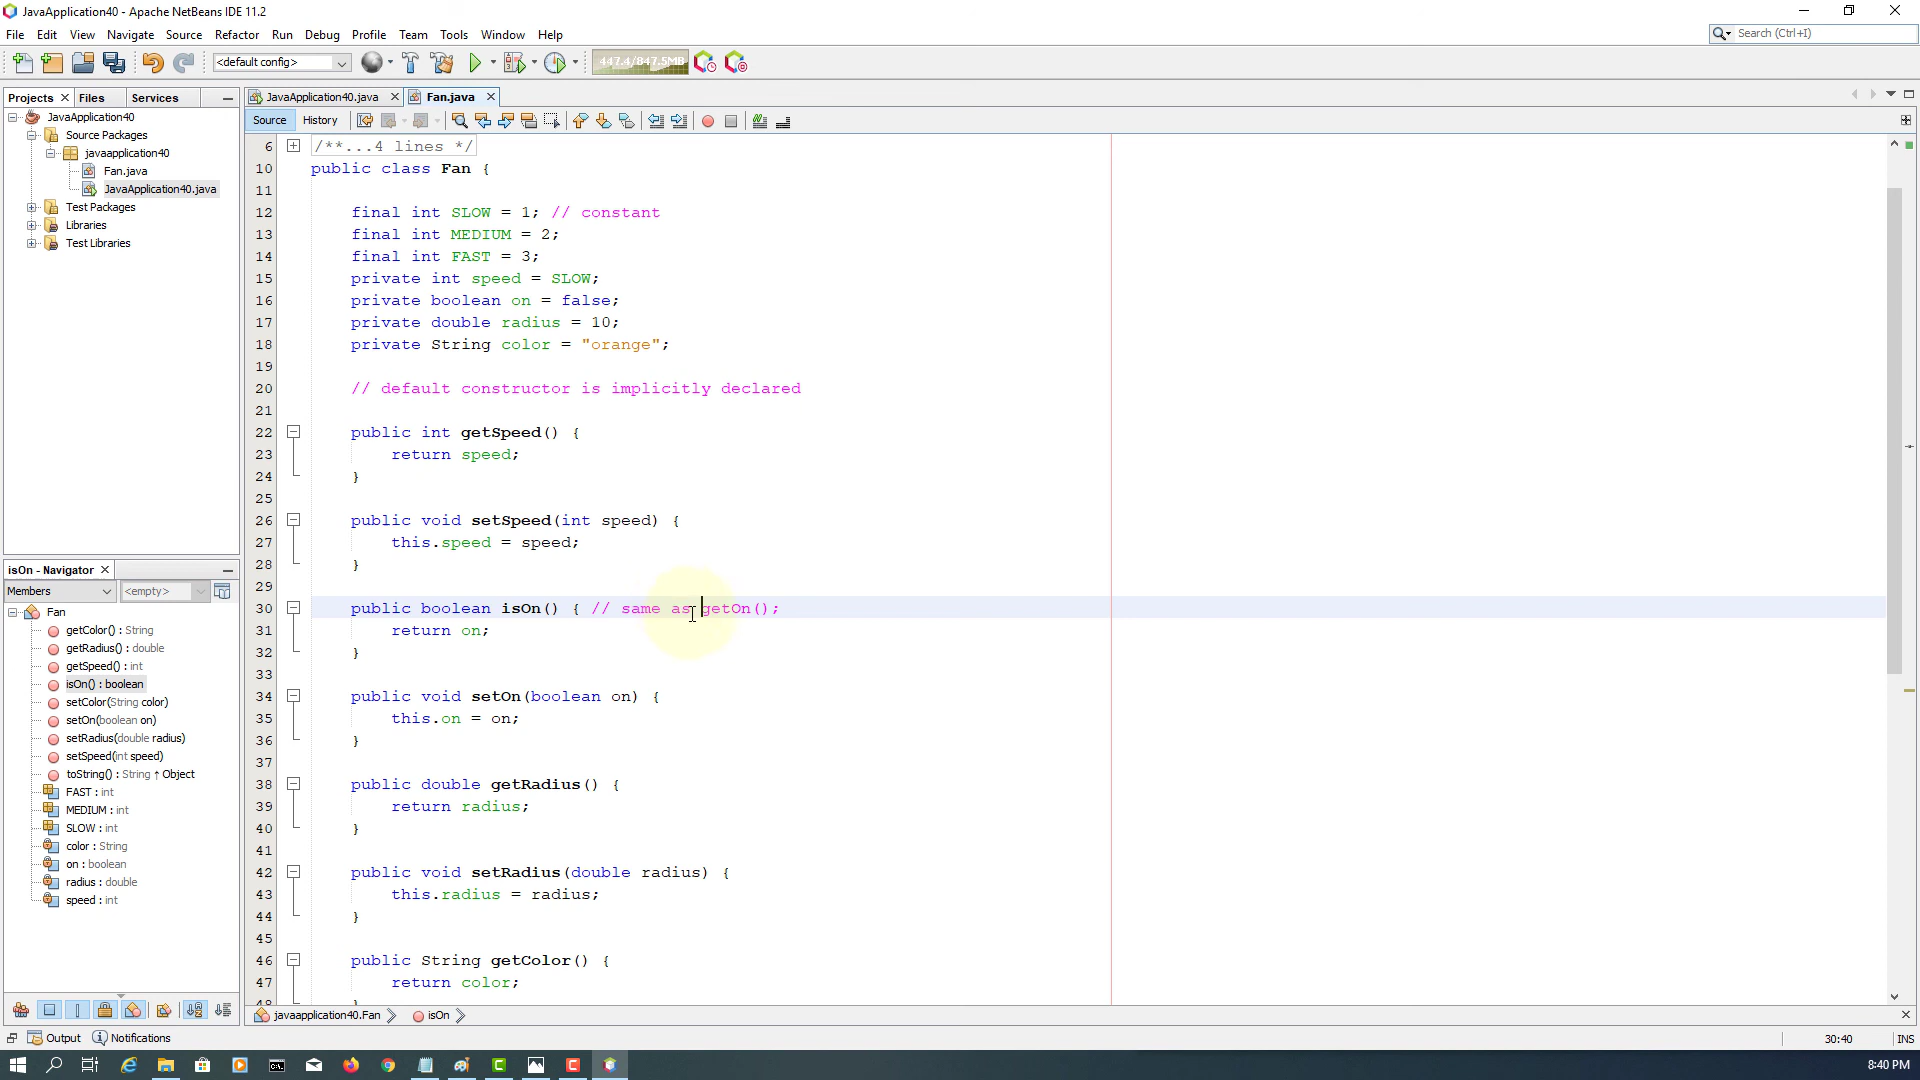 JavaApplication40 - Apache NetBeans IDE 11.2
File Edit View Navigate Source Refactor Run Debug Profile Team Tools Window Help
Search (Ctrl+I)
<default config>
447.4/847.5MB
Projects Files Services
JavaApplication40
Source Packages
javaapplication40
Fan.java
JavaApplication40.java
Test Packages
Libraries
Test Libraries
isOn - Navigator
Members <empty>
Fan
getColor() : String
getRadius() : double
getSpeed() : int
isOn() : boolean
setColor(String color)
setOn(boolean on)
setRadius(double radius)
setSpeed(int speed)
toString() : String ↑ Object
FAST : int
MEDIUM : int
SLOW : int
color : String
on : boolean
radius : double
speed : int
JavaApplication40.java Fan.java
Source History
6 /**...4 lines */
10 public class Fan {
11
12 final int SLOW = 1; // constant
13 final int MEDIUM = 2;
14 final int FAST = 3;
15 private int speed = SLOW;
16 private boolean on = false;
17 private double radius = 10;
18 private String color = "orange";
19
20 // default constructor is implicitly declared
21
22 public int getSpeed() {
23 return speed;
24 }
25
26 public void setSpeed(int speed) {
27 this.speed = speed;
28 }
29
30 public boolean isOn() { // same as getOn();
31 return on;
32 }
33
34 public void setOn(boolean on) {
35 this.on = on;
36 }
37
38 public double getRadius() {
39 return radius;
40 }
41
42 public void setRadius(double radius) {
43 this.radius = radius;
44 }
45
46 public String getColor() {
47 return color;
48 }
javaapplication40.Fan isOn
Output Notifications
30:40 INS
8:40 PM